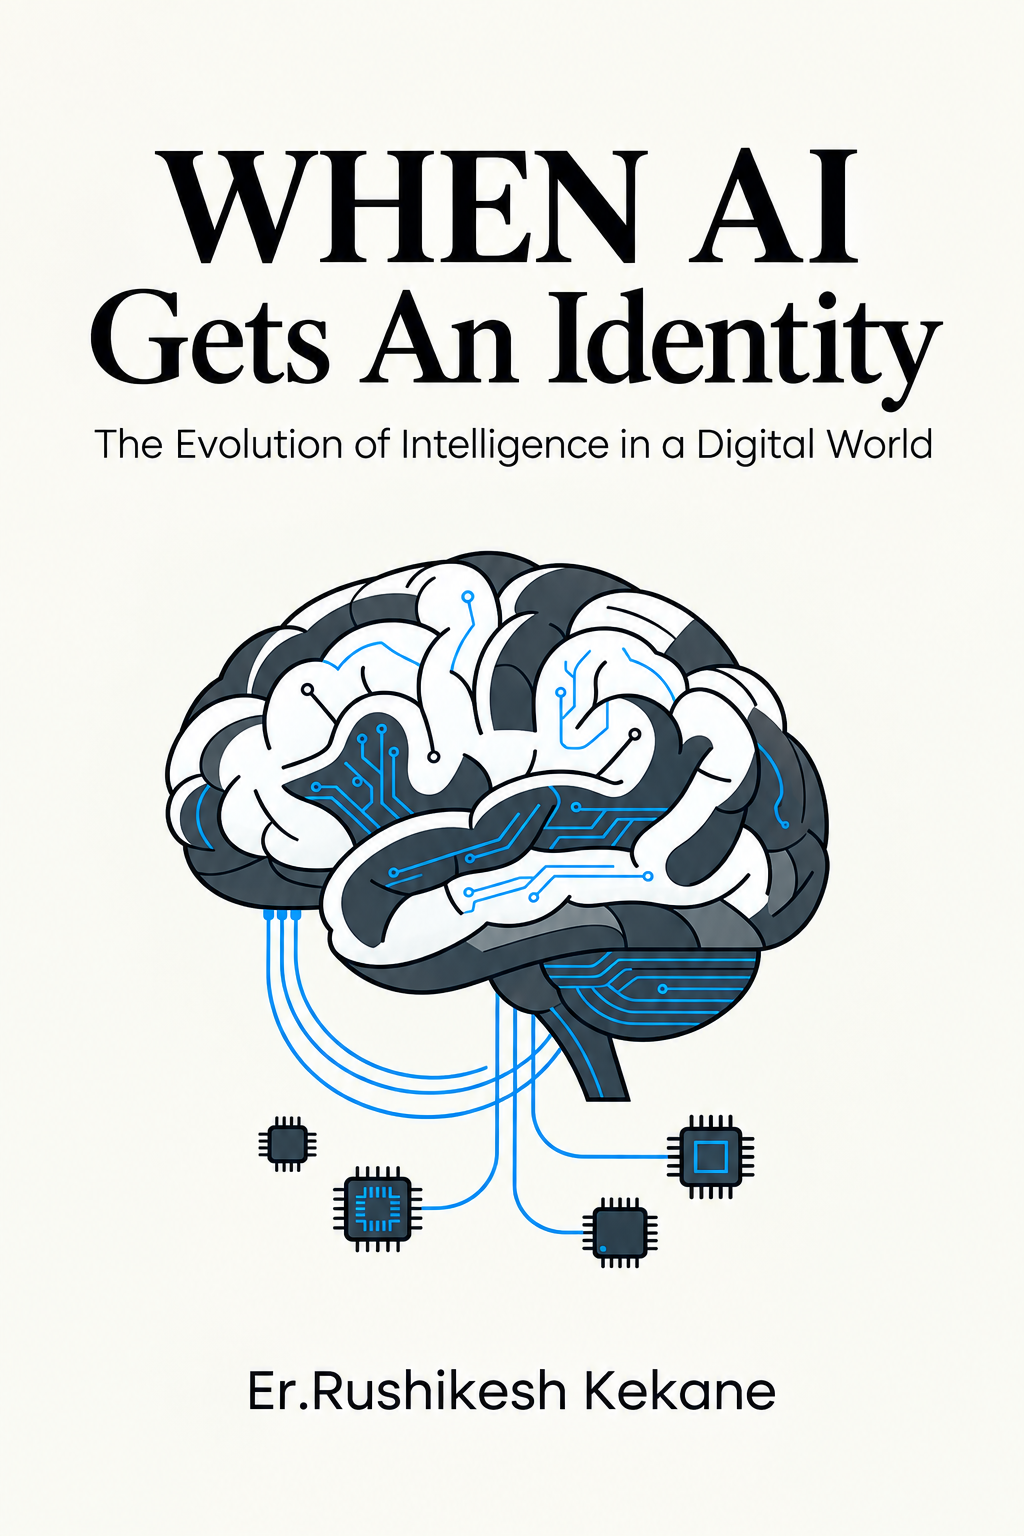 WHEN AI
Gets An Identity
The Evolution of Intelligence in a Digital World
Er.Rushikesh Kekane